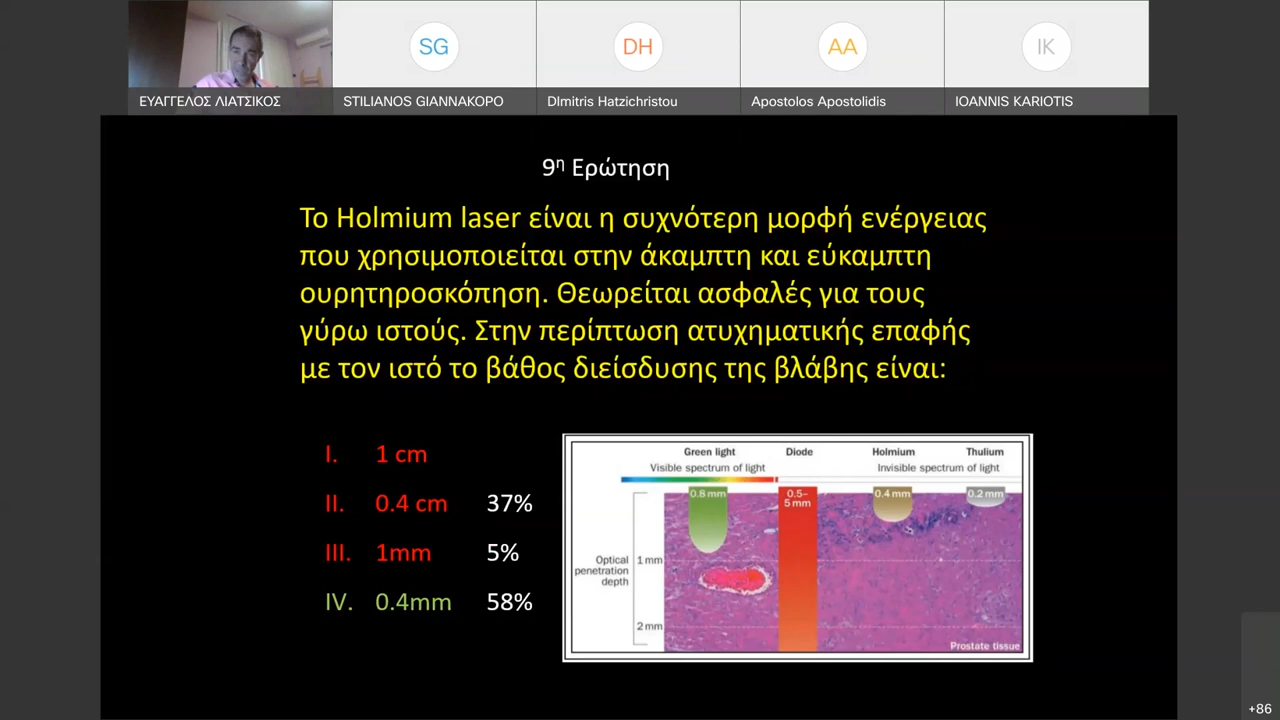 SG
DH
AA
IK
ΕΥΑΓΓΕΛΟΣ ΛΙΑΤΣΙΚΟΣ
STILIANOS GIANNAKOPO
DImitris Hatzichristou
Apostolos Apostolidis
IOANNIS KARIOTIS
9η Ερώτηση
Το Holmium laser είναι η συχνότερη μορφή ενέργειας
που χρησιμοποιείται στην άκαμπτη και εύκαμπτη
ουρητηροσκόπηση. Θεωρείται ασφαλές για τους
γύρω ιστούς. Στην περίπτωση ατυχηματικής επαφής
με τον ιστό το βάθος διείσδυσης της βλάβης είναι:
I. 1 cm
II. 0.4 cm 37%
III. 1mm 5%
IV. 0.4mm 58%
Green light Diode Holmium Thulium
Visible spectrum of light Invisible spectrum of light
0.8 mm 0.5– 0.4 mm 0.2 mm
5 mm
Optical
penetration
depth
1 mm
2 mm
Prostate tissue
+86